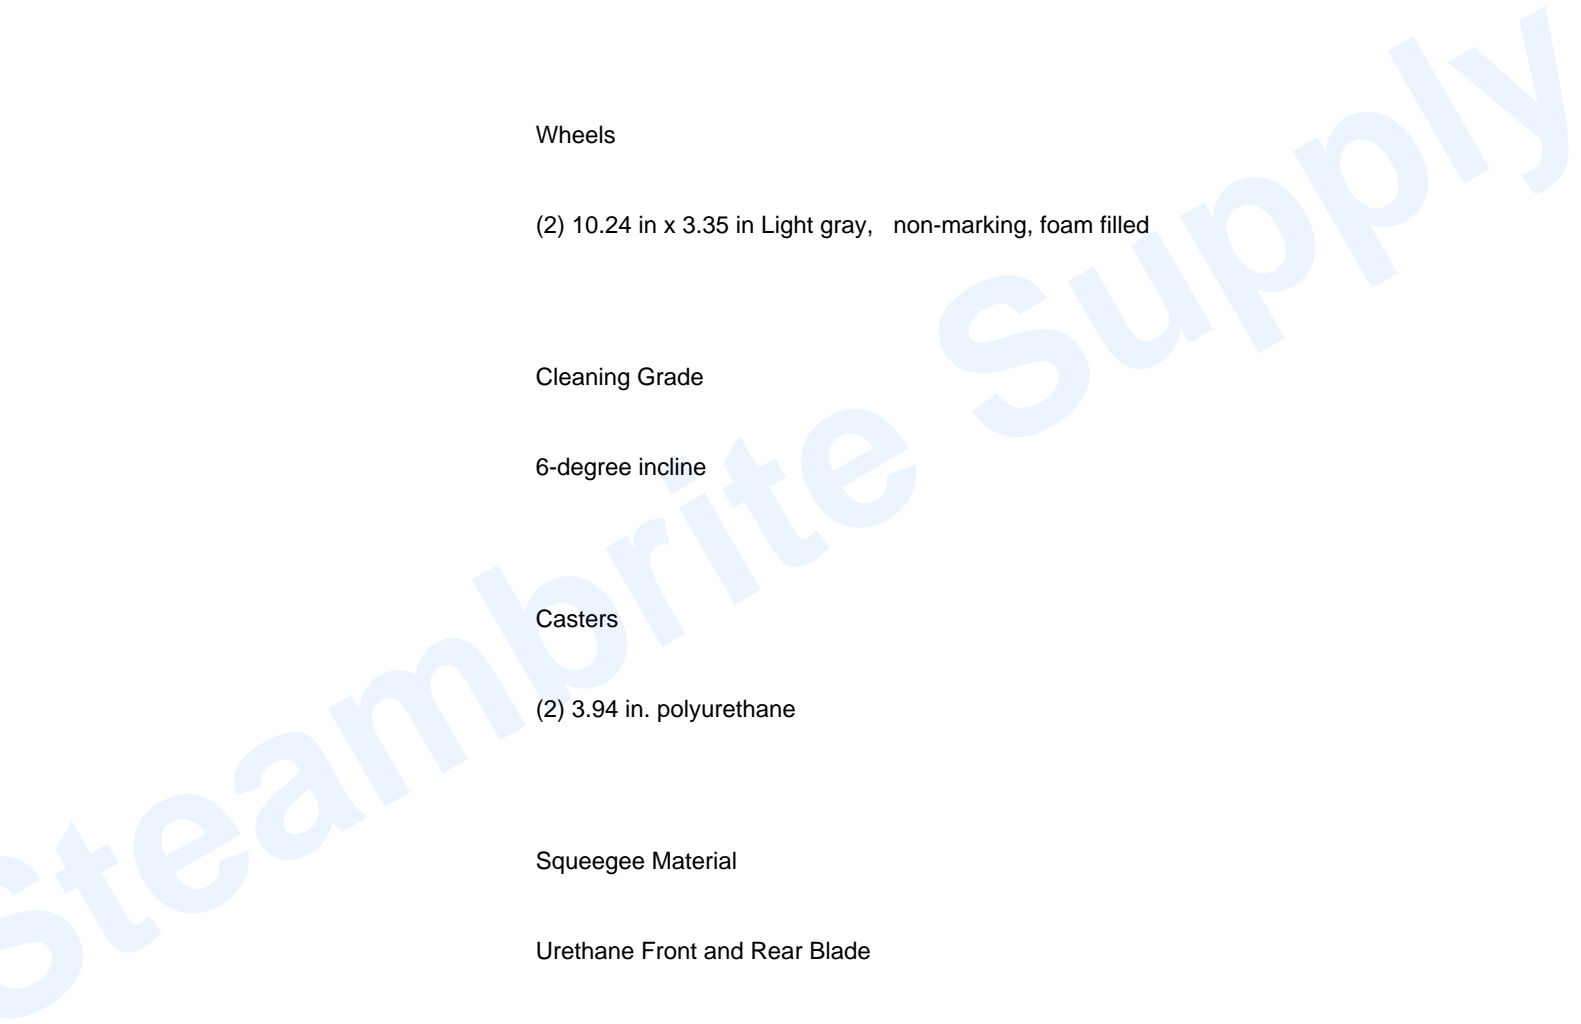 Wheels
(2) 10.24 in x 3.35 in Light gray,   non-marking, foam filled
Cleaning Grade
6-degree incline
Casters
(2) 3.94 in. polyurethane
Squeegee Material
Urethane Front and Rear Blade
Steambrite Supply